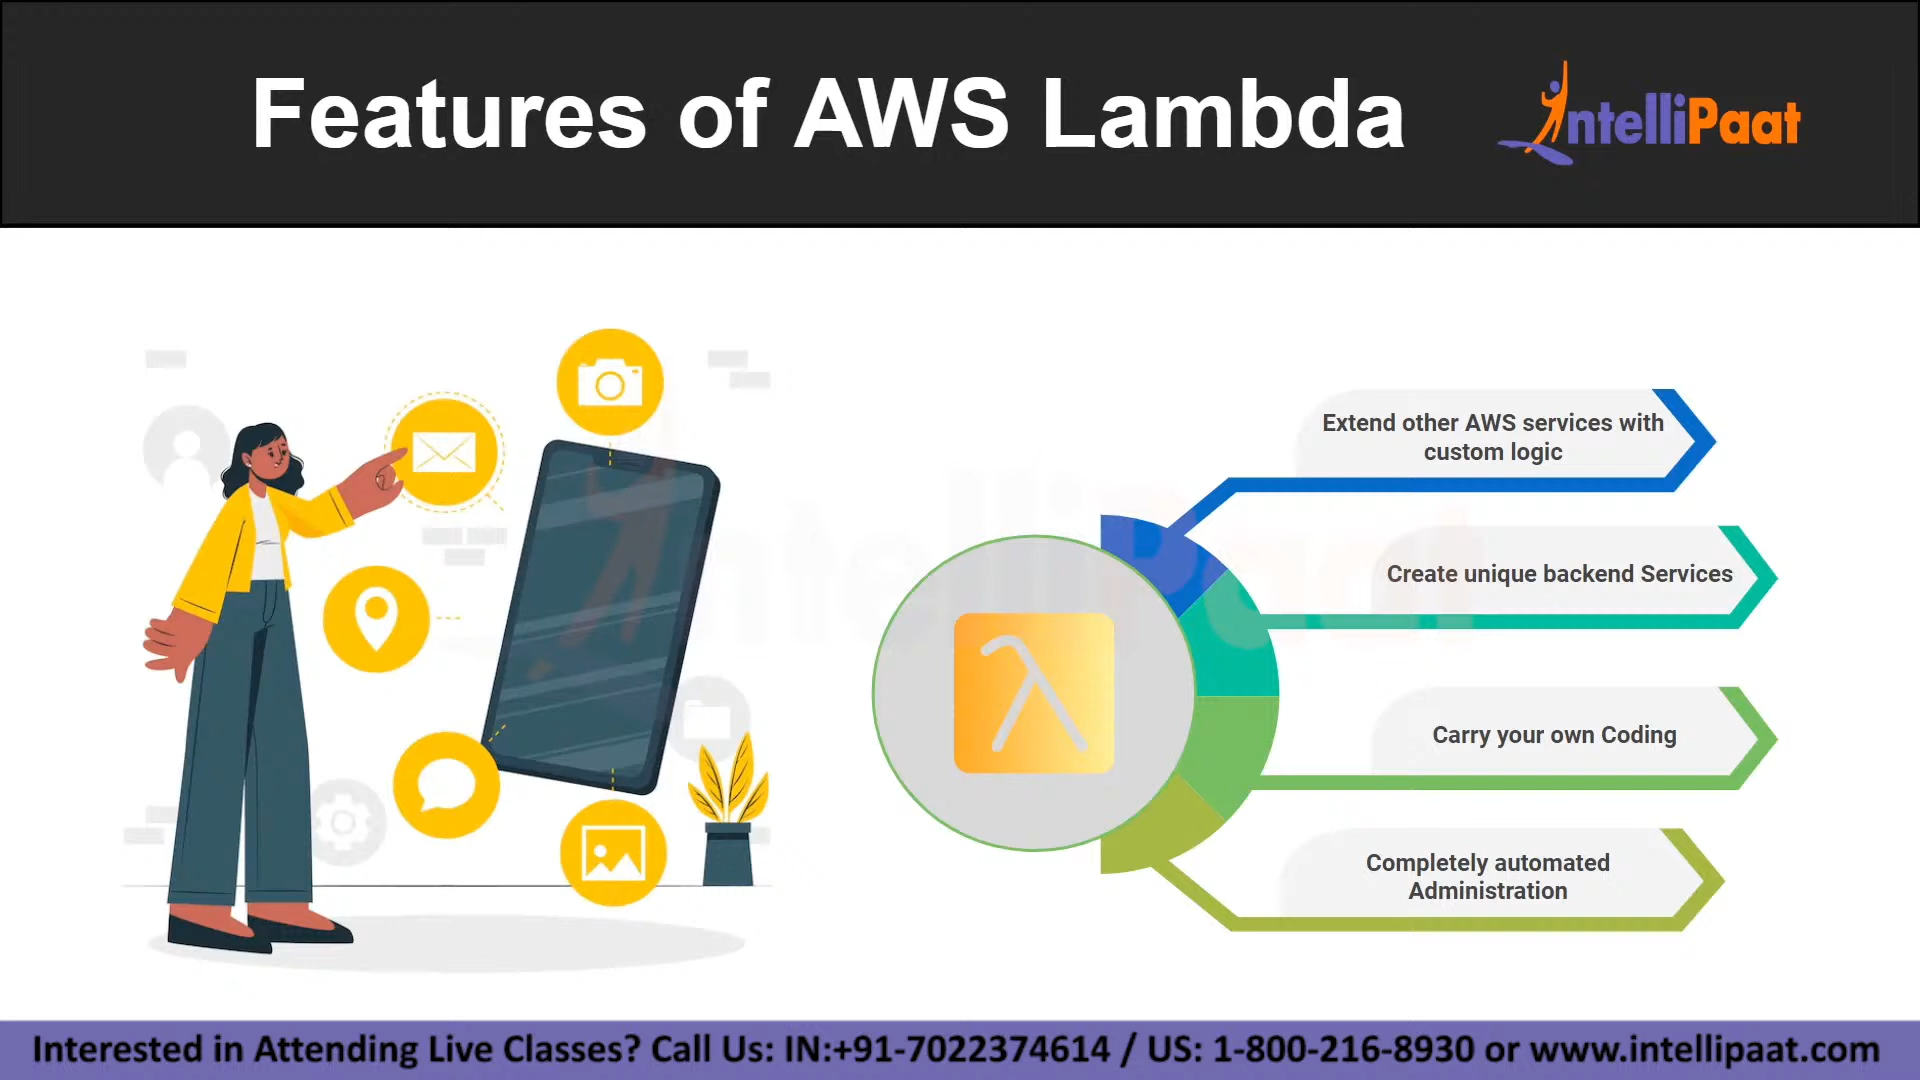 Features of AWS Lambda
IntelliPaat
Extend other AWS services with
custom logic
Create unique backend Services
Carry your own Coding
Completely automated
Administration
IntelliPaat
Interested in Attending Live Classes? Call Us: IN:+91-7022374614 / US: 1-800-216-8930 or www.intellipaat.com